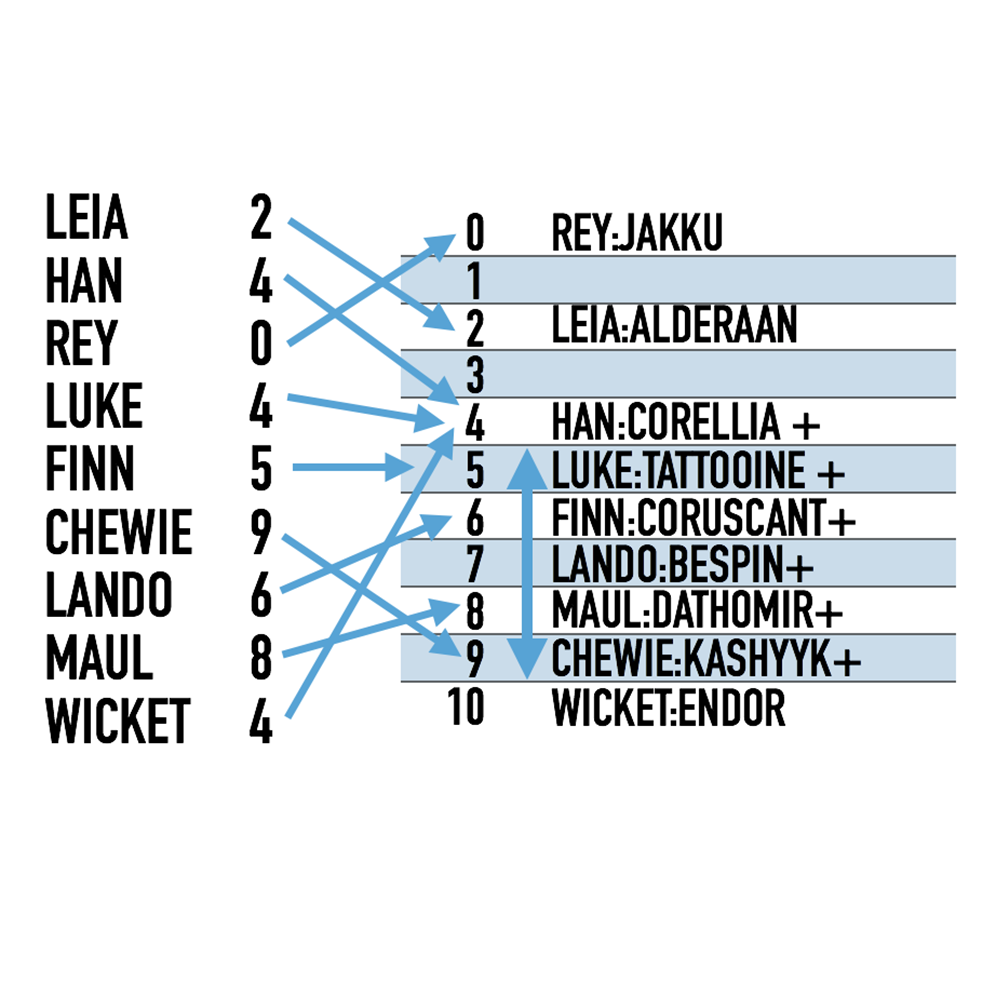 LEIA 2
HAN 4
REY 0
LUKE 4
FINN 5
CHEWIE 9
LANDO 6
MAUL 8
WICKET 4
0 REY:JAKKU
1
2 LEIA:ALDERAAN
3
4 HAN:CORELLIA +
5 LUKE:TATTOOINE +
6 FINN:CORUSCANT+
7 LANDO:BESPIN+
8 MAUL:DATHOMIR+
9 CHEWIE:KASHYYK+
10 WICKET:ENDOR